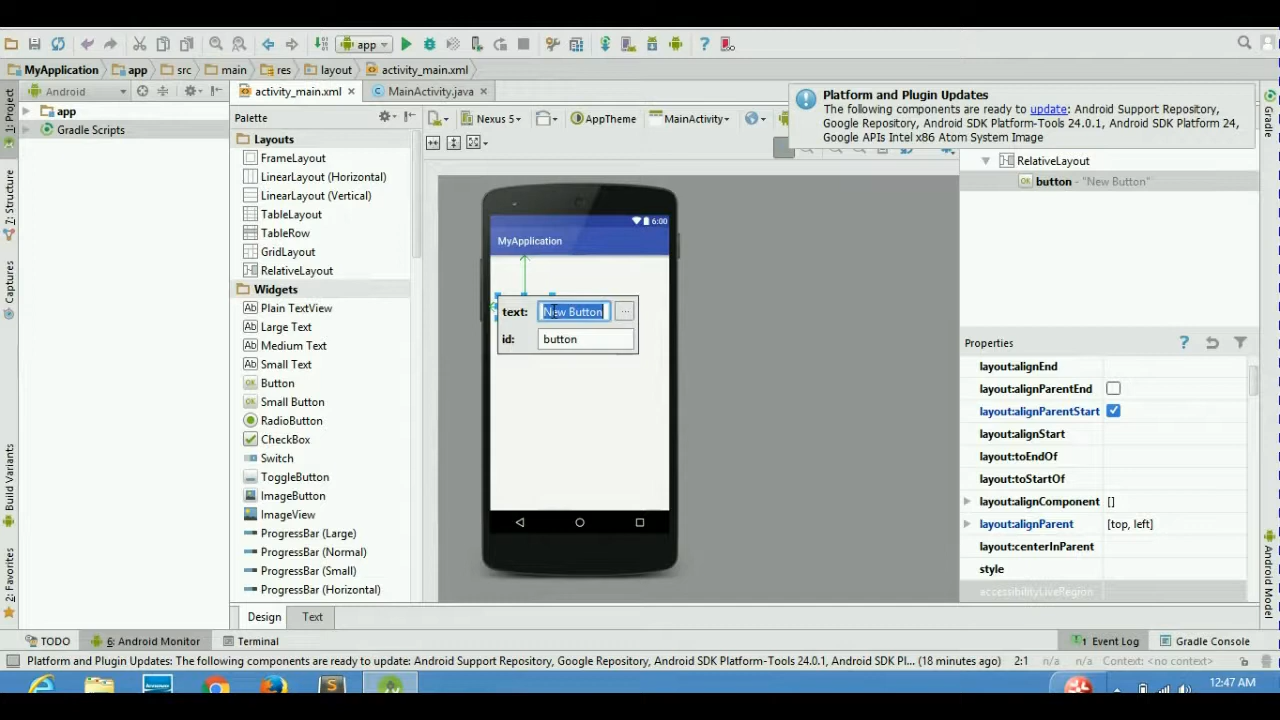 app
MyApplication
app
src
main
res
layout
activity_main.xml
Android
activity_main.xml
MainActivity.java
1: Project
7: Structure
Captures
Build Variants
2: Favorites
app
Gradle Scripts
Palette
Layouts
FrameLayout
LinearLayout (Horizontal)
LinearLayout (Vertical)
TableLayout
TableRow
GridLayout
RelativeLayout
Widgets
Plain TextView
Large Text
Medium Text
Small Text
Button
Small Button
RadioButton
CheckBox
Switch
ToggleButton
ImageButton
ImageView
ProgressBar (Large)
ProgressBar (Normal)
ProgressBar (Small)
ProgressBar (Horizontal)
Design
Text
Nexus 5
AppTheme
MainActivity
6:00
MyApplication
text:
New Button
...
id:
button
Platform and Plugin Updates
The following components are ready to update: Android Support Repository,
Google Repository, Android SDK Platform-Tools 24.0.1, Android SDK Platform 24,
Google APIs Intel x86 Atom System Image
RelativeLayout
button - "New Button"
Properties
layout:alignEnd
layout:alignParentEnd
layout:alignParentStart
layout:alignStart
layout:toEndOf
layout:toStartOf
layout:alignComponent []
layout:alignParent [top, left]
layout:centerInParent
style
accessibilityLiveRegion
Gradle
Android Model
TODO
6: Android Monitor
Terminal
1 Event Log
Gradle Console
Platform and Plugin Updates: The following components are ready to update: Android Support Repository, Google Repository, Android SDK Platform-Tools 24.0.1, Android SDK Pl... (18 minutes ago)
2:1
n/a
n/a
Context: <no context>
12:47 AM